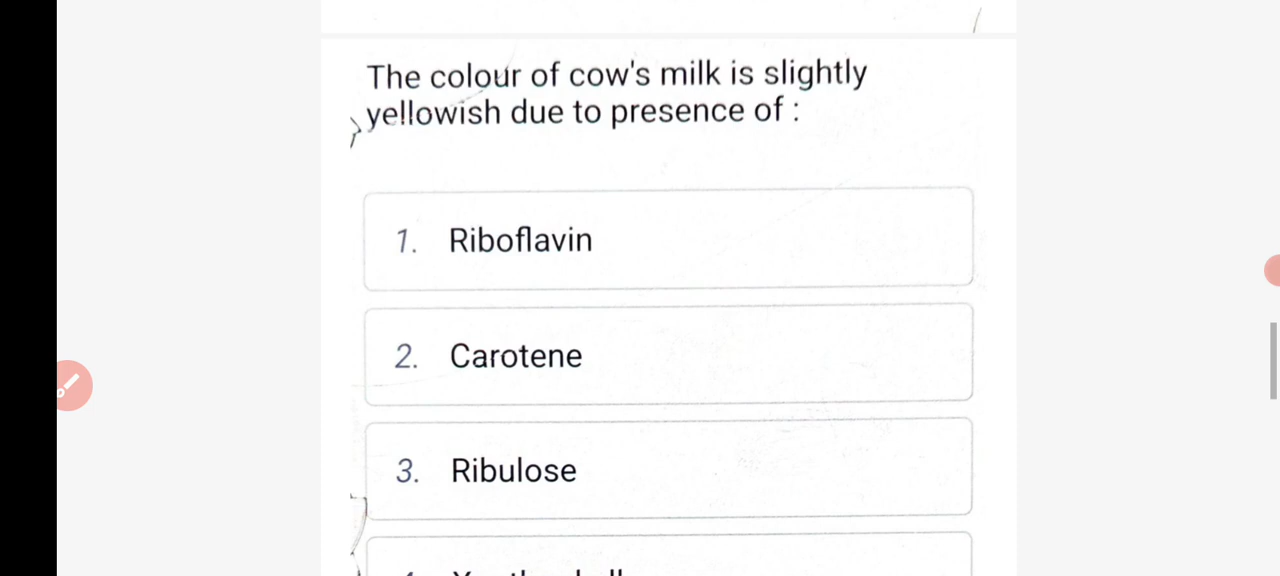 The colour of cow's milk is slightly
yellowish due to presence of :
1. Riboflavin
2. Carotene
3. Ribulose